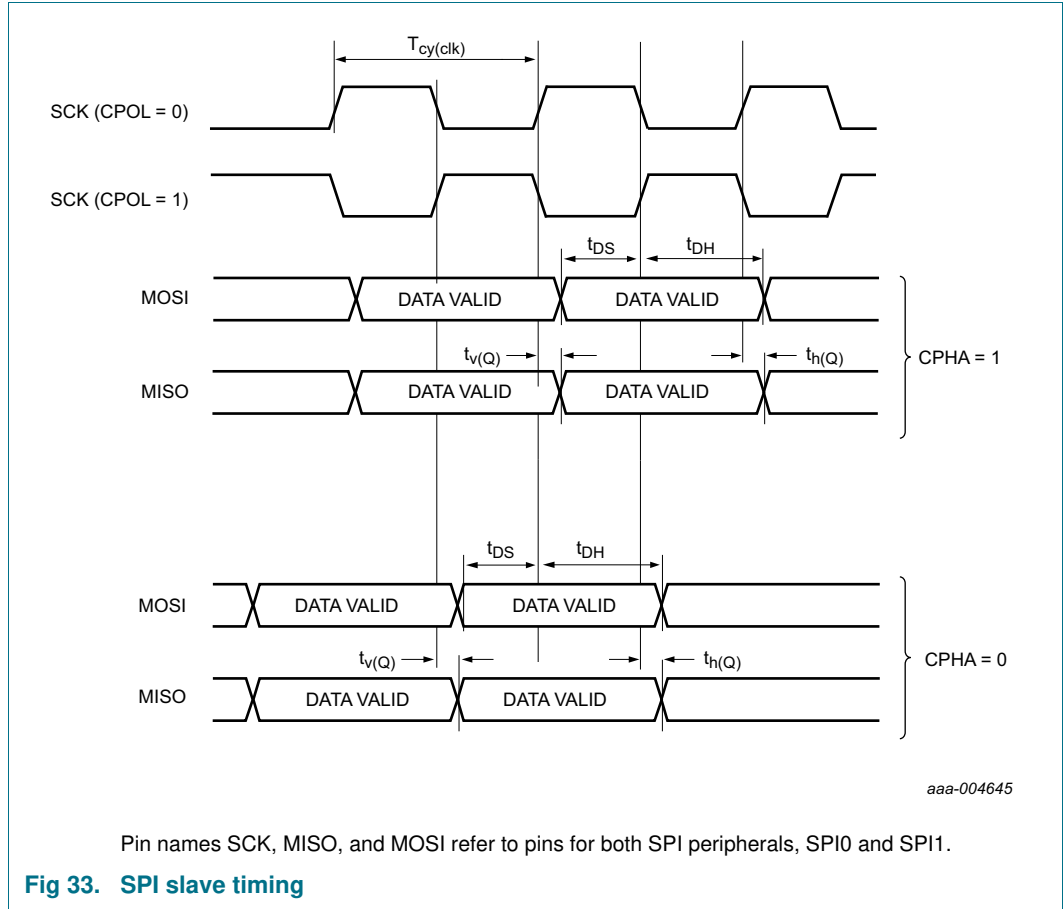 Tcy(clk)
SCK (CPOL = 0)
SCK (CPOL = 1)
tDS tDH
MOSI DATA VALID DATA VALID
tv(Q) th(Q)
CPHA = 1
MISO DATA VALID DATA VALID
tDS tDH
MOSI DATA VALID DATA VALID
tv(Q) th(Q)
CPHA = 0
MISO DATA VALID DATA VALID
aaa-004645
Pin names SCK, MISO, and MOSI refer to pins for both SPI peripherals, SPI0 and SPI1.
Fig 33. SPI slave timing